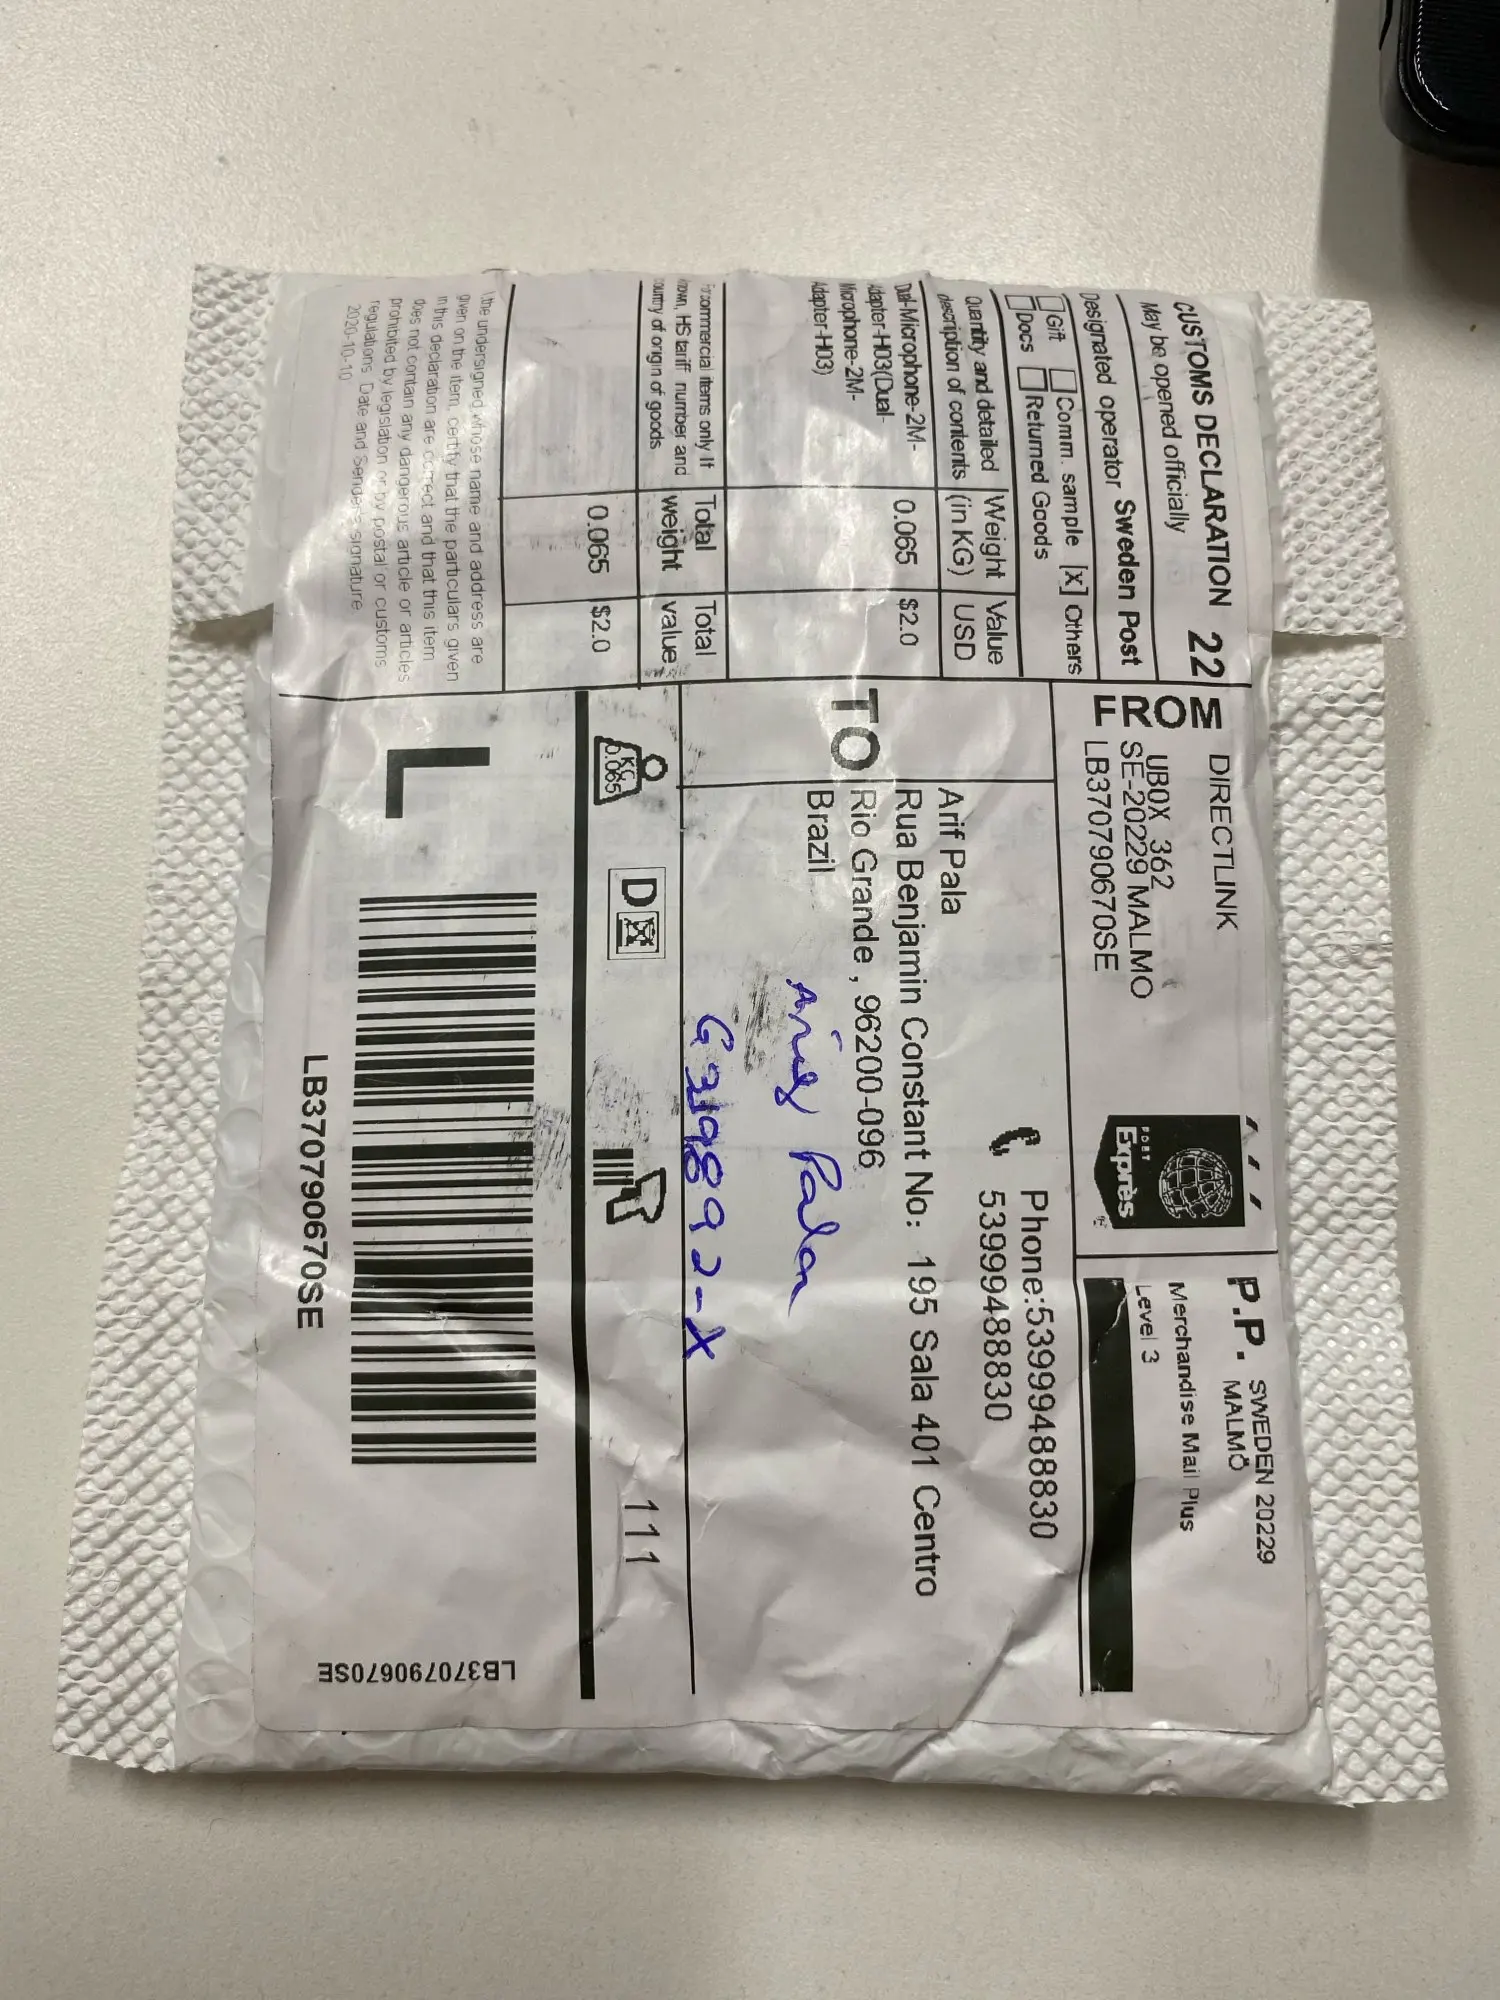 CUSTOMS DECLARATION 22
May be opened officially
Designated operator Sweden Post
Gift Comm. sample [X] Others
Docs Returned Goods
Quantity and detailed description of contents
Weight (in KG)
Value USD
Dual-Microphone-2M-
Adapter-H03(Dual-
Microphone-2M-
Adapter-H03)
0.065 $2.0
For commercial items only If
known, HS tariff number and
country of origin of goods
Total weight
Total value
0.065 $2.0
I,the undersigned whose name and address are
given on the item, certify that the particulars given
in this declaration are correct and that this item
does not contain any dangerous article or articles
prohibited by legislation or by postal or customs
regulations. Date and Sender's signature
2020-10-10
FROM
DIRECTLINK
UBOX 362
SE-20229 MALMO
LB370790670SE
POST
Exprès
P.P. SWEDEN 20229
MALMÖ
Merchandise Mail Plus
Level 3
TO
Phone:53999488830
53999488830
Arif Pala
Rua Benjamin Constant No: 195 Sala 401 Centro
Rio Grande , 96200-096
Brazil
Pala
G319892-X
KG
0.065
D
111
L
LB370790670SE
LB370790670SE